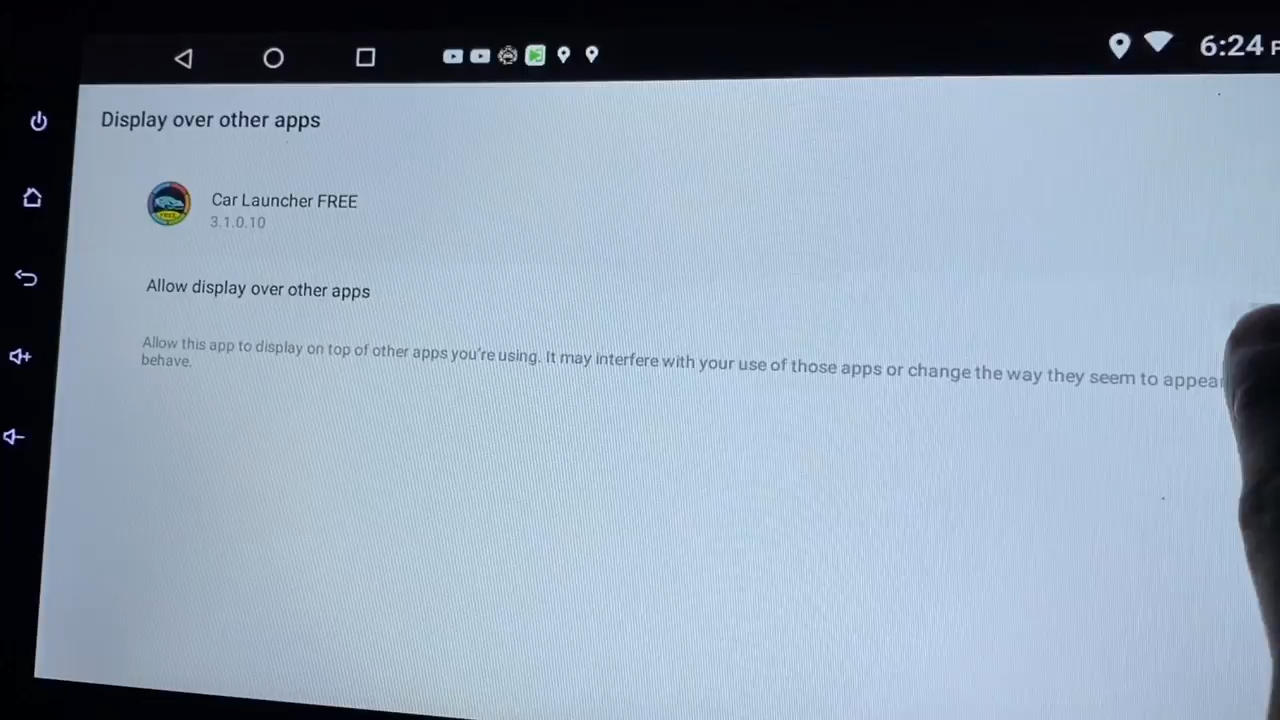 6:24
Display over other apps
Car Launcher FREE
3.1.0.10
Allow display over other apps
Allow this app to display on top of other apps you're using. It may interfere with your use of those apps or change the way they seem to appear
behave.